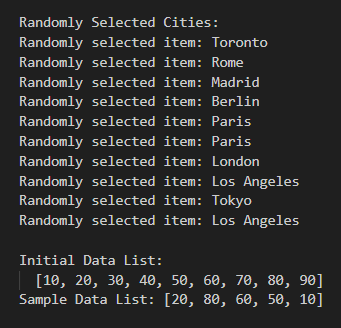 Randomly Selected Cities:
Randomly selected item: Toronto
Randomly selected item: Rome
Randomly selected item: Madrid
Randomly selected item: Berlin
Randomly selected item: Paris
Randomly selected item: Paris
Randomly selected item: London
Randomly selected item: Los Angeles
Randomly selected item: Tokyo
Randomly selected item: Los Angeles

Initial Data List:
  [10, 20, 30, 40, 50, 60, 70, 80, 90]
Sample Data List: [20, 80, 60, 50, 10]